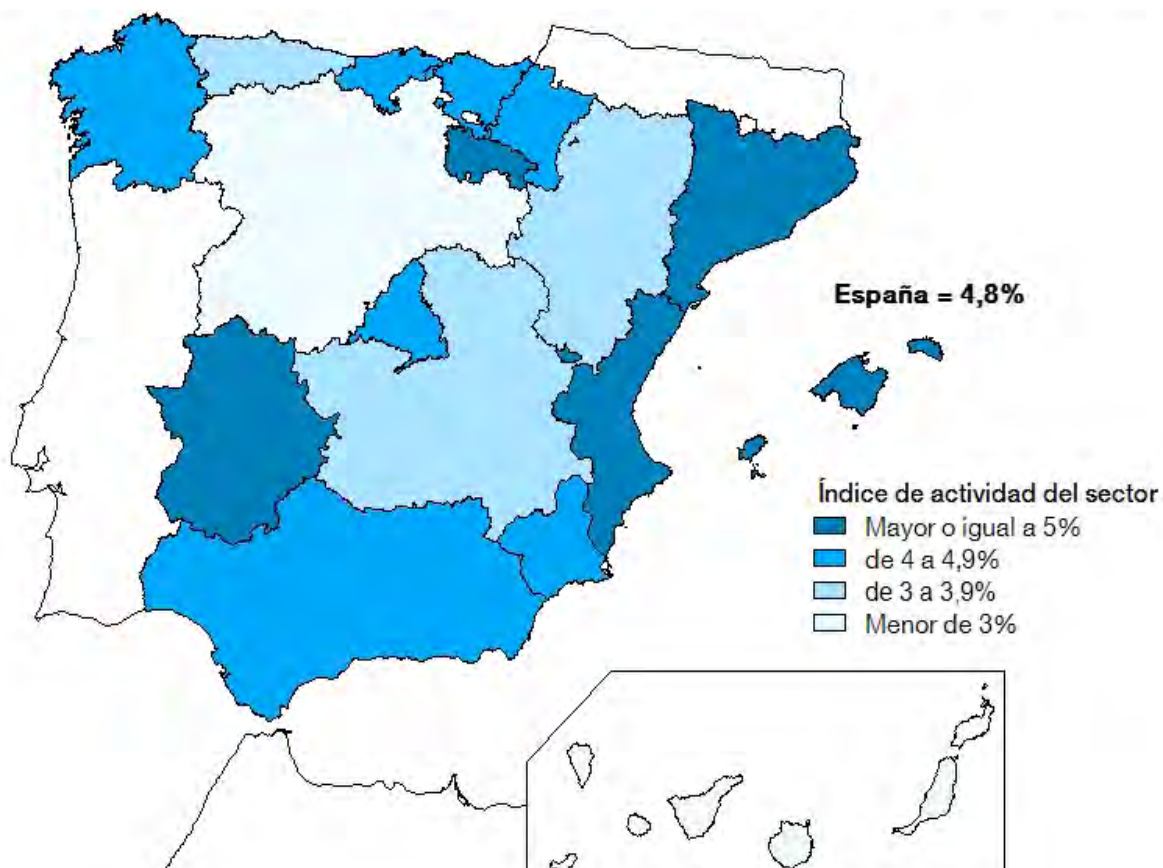 España = 4,8%
Índice de actividad del sector
Mayor o igual a 5%
de 4 a 4,9%
de 3 a 3,9%
Menor de 3%